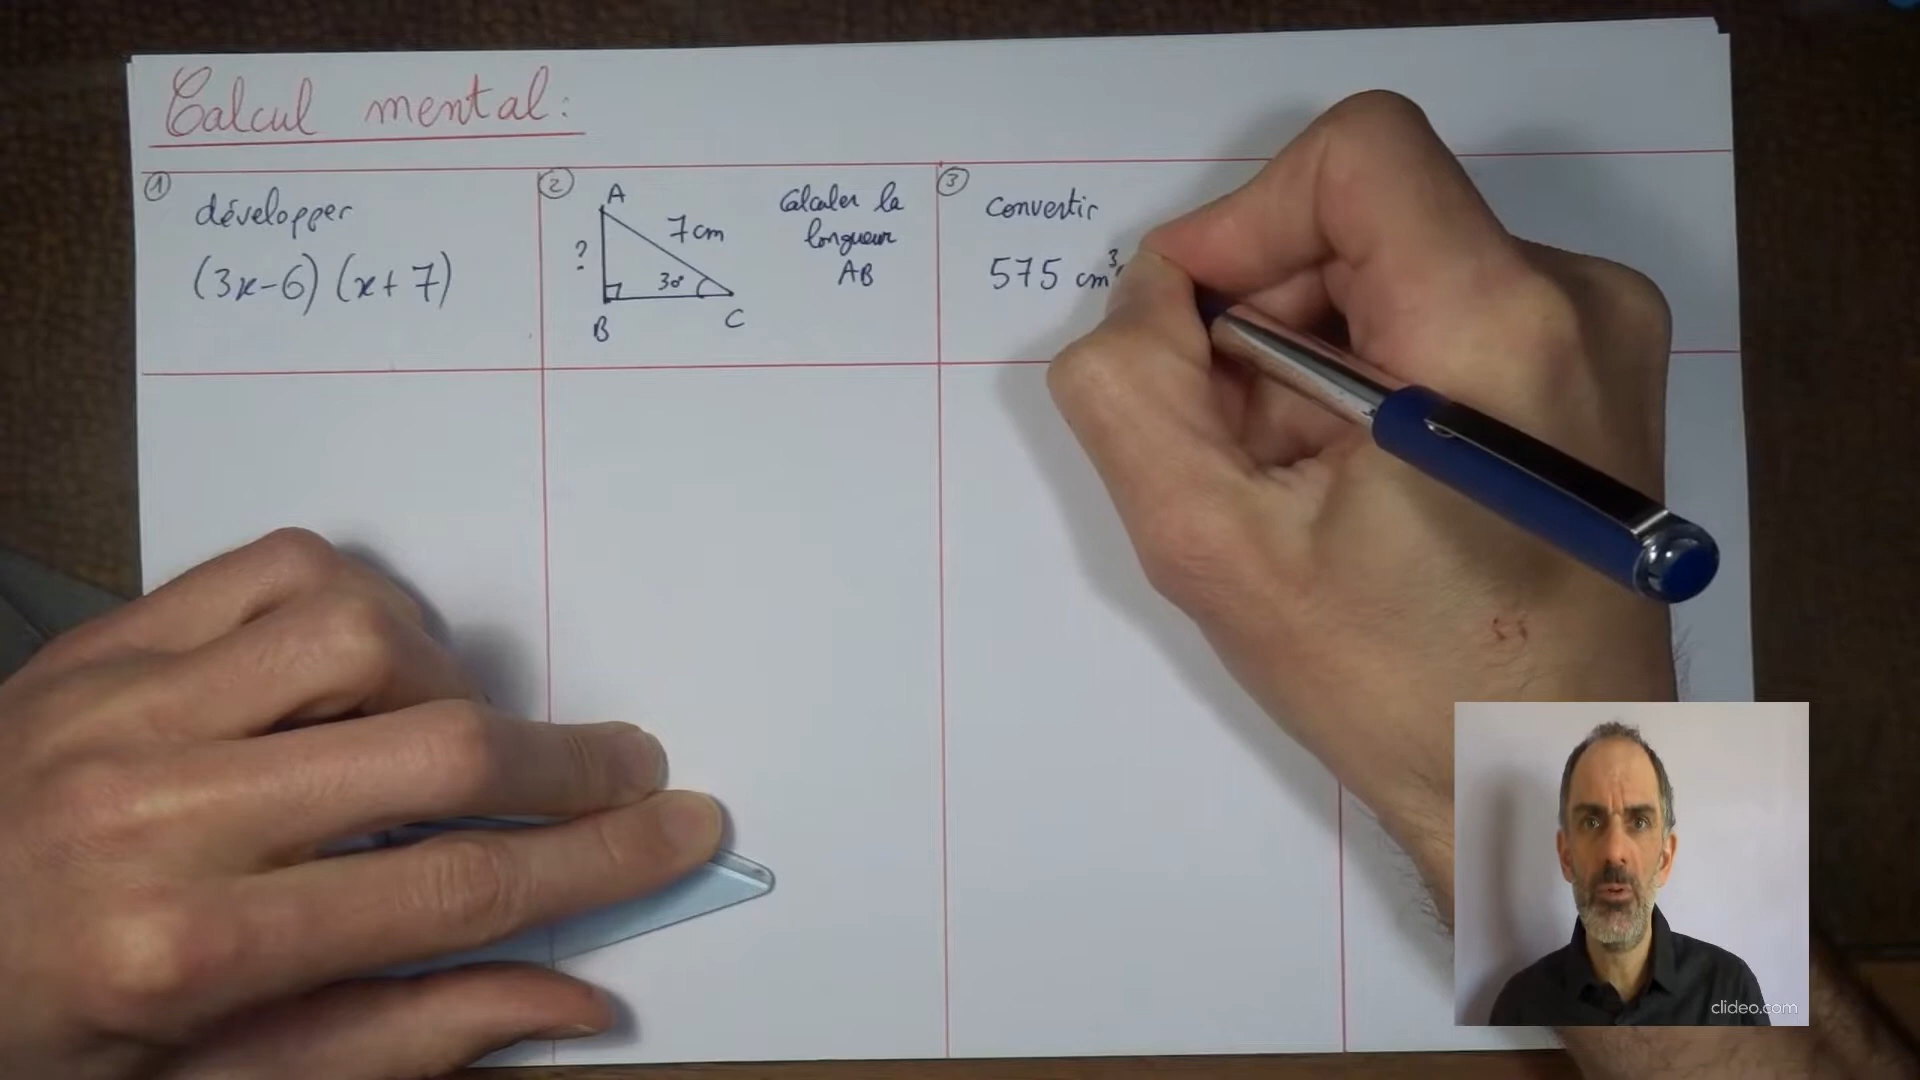 Calcul mental:
1
développer
(3x-6) (x+7)
2
A
7cm
?
30°
B
C
Calculer la
longueur
AB
3
convertir
575 cm³
clideo.com